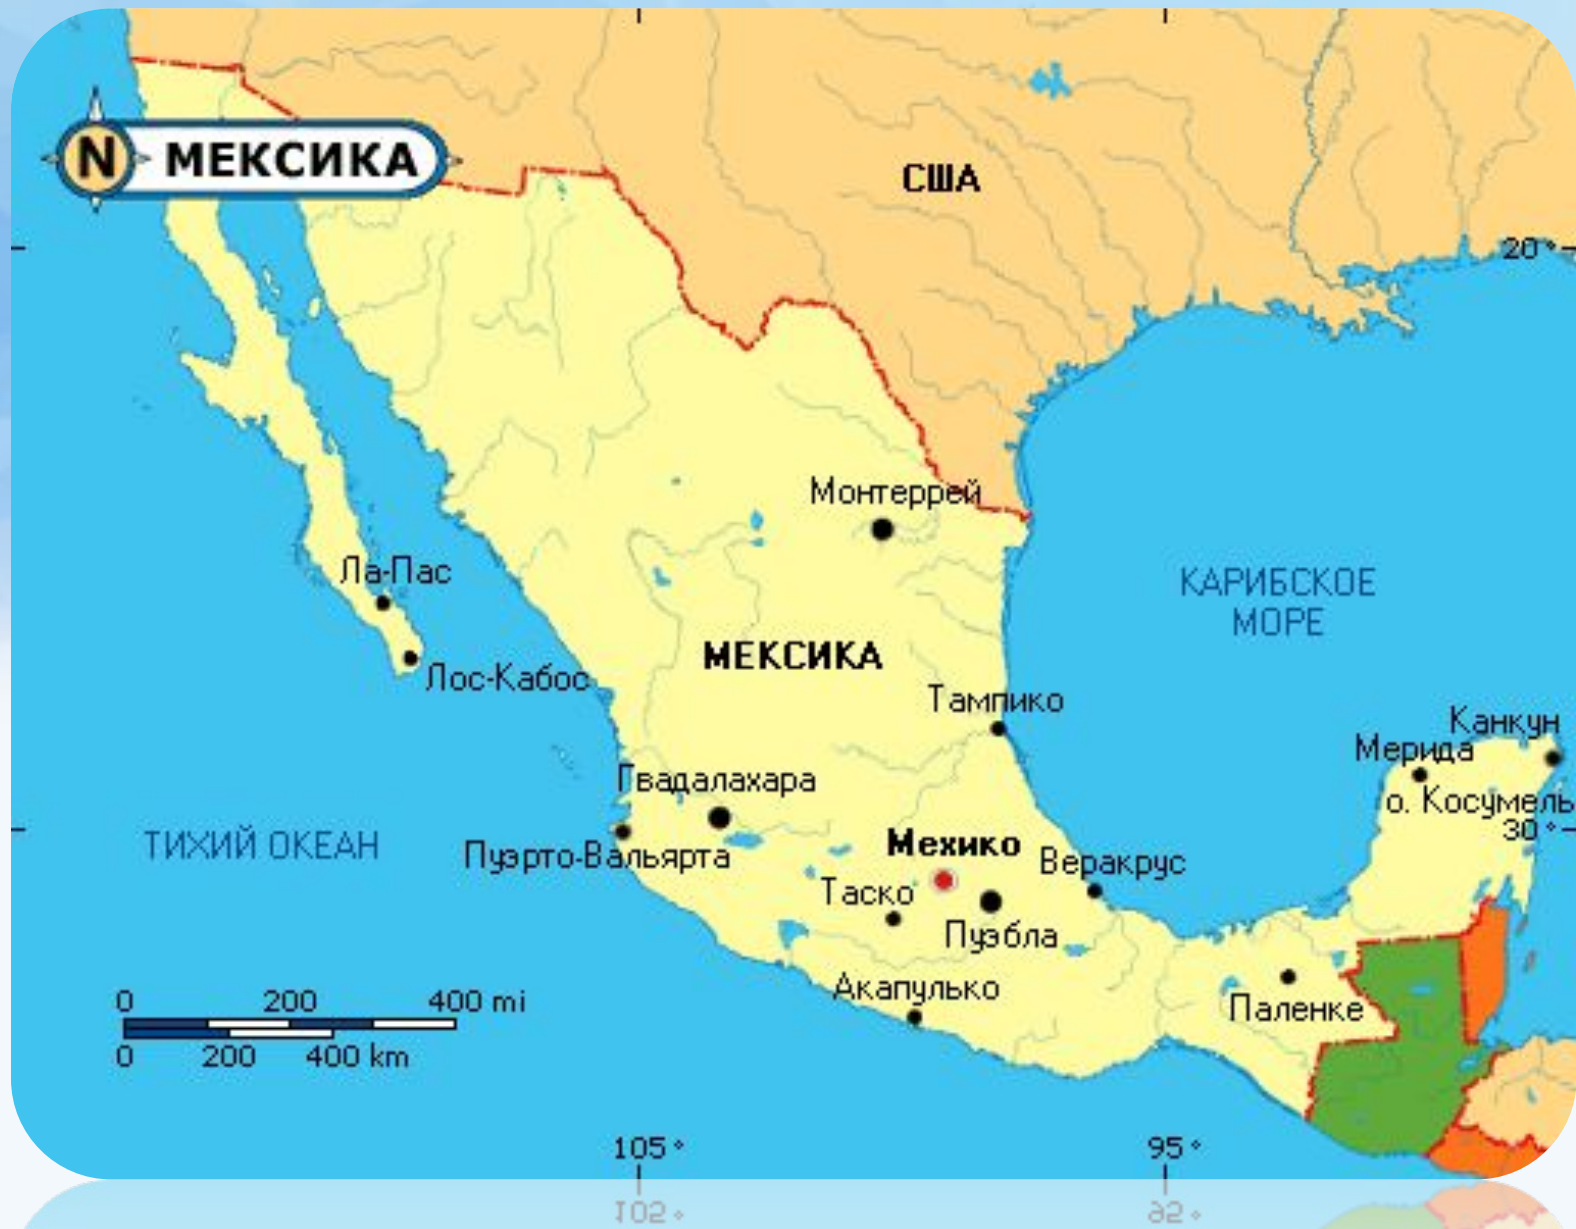 N МЕКСИКА
США
20°
Монтеррей
КАРИБСКОЕ
МОРЕ
Ла-Пас
МЕКСИКА
Лос-Кабос
Тампико
Канкун
Мерида
Гвадалахара
о. Косумель
30°
ТИХИЙ ОКЕАН
Мехико
Пуэрто-Вальярта
Веракрус
Таско
Пуэбла
Акапулько
Паленке
0 200 400 mi
0 200 400 km
105° 95°